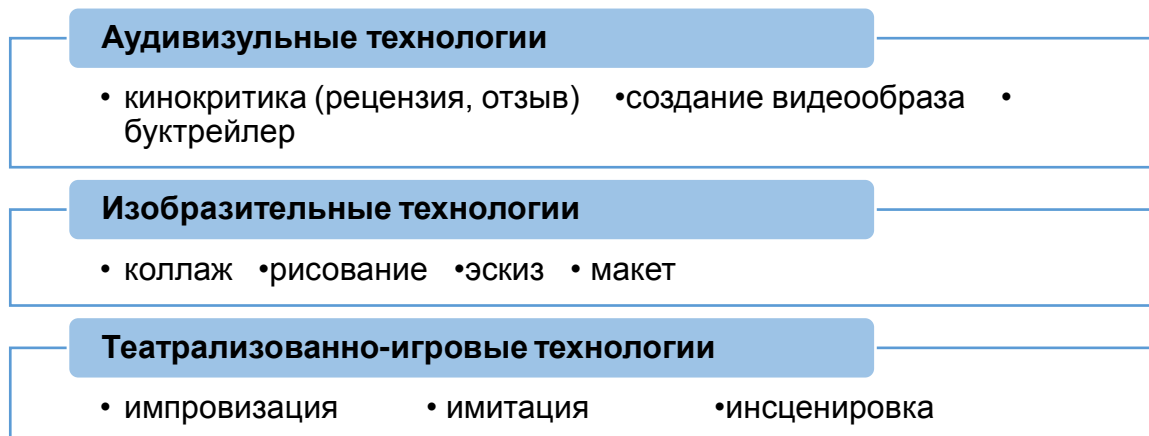 Аудивизульные технологии
• кинокритика (рецензия, отзыв) •создание видеообраза •
буктрейлер
Изобразительные технологии
• коллаж •рисование •эскиз • макет
Театрализованно-игровые технологии
• импровизация • имитация •инсценировка